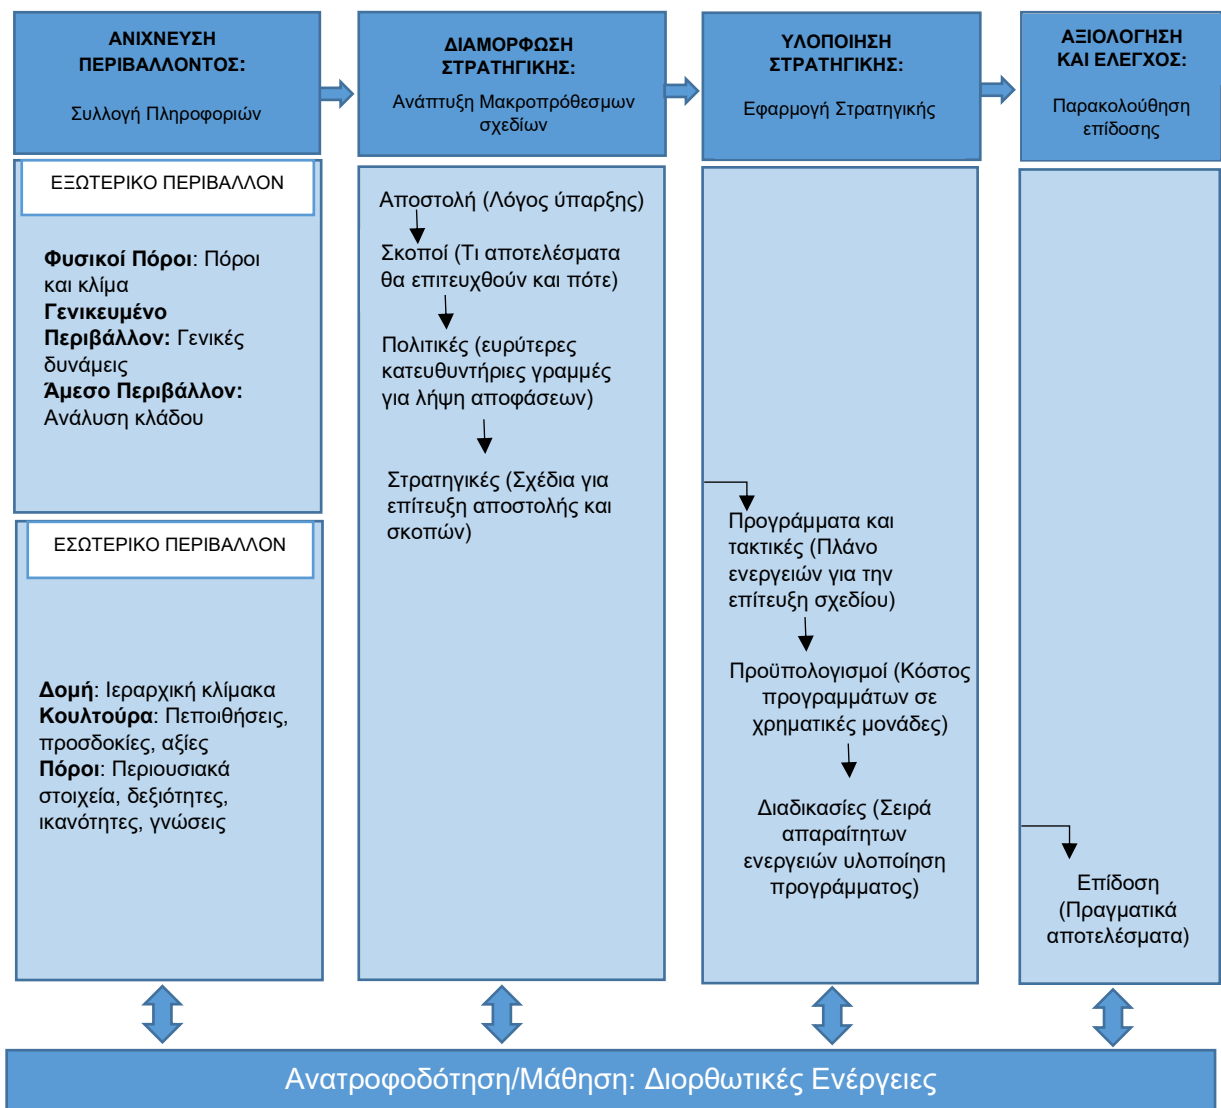 ΑΝΙΧΝΕΥΣΗ
ΠΕΡΙΒΑΛΛΟΝΤΟΣ:
Συλλογή Πληροφοριών
ΔΙΑΜΟΡΦΩΣΗ
ΣΤΡΑΤΗΓΙΚΗΣ:
Ανάπτυξη Μακροπρόθεσμων
σχεδίων
ΥΛΟΠΟΙΗΣΗ
ΣΤΡΑΤΗΓΙΚΗΣ:
Εφαρμογή Στρατηγικής
ΑΞΙΟΛΟΓΗΣΗ
ΚΑΙ ΕΛΕΓΧΟΣ:
Παρακολούθηση
επίδοσης
ΕΞΩΤΕΡΙΚΟ ΠΕΡΙΒΑΛΛΟΝ
Φυσικοί Πόροι: Πόροι
και κλίμα
Γενικευμένο
Περιβάλλον: Γενικές
δυνάμεις
Άμεσο Περιβάλλον:
Ανάλυση κλάδου
ΕΣΩΤΕΡΙΚΟ ΠΕΡΙΒΑΛΛΟΝ
Δομή: Ιεραρχική κλίμακα
Κουλτούρα: Πεποιθήσεις,
προσδοκίες, αξίες
Πόροι: Περιουσιακά
στοιχεία, δεξιότητες,
ικανότητες, γνώσεις
Αποστολή (Λόγος ύπαρξης)
Σκοποί (Τι αποτελέσματα
θα επιτευχθούν και πότε)
Πολιτικές (ευρύτερες
κατευθυντήριες γραμμές
για λήψη αποφάσεων)
Στρατηγικές (Σχέδια για
επίτευξη αποστολής και
σκοπών)
Προγράμματα και
τακτικές (Πλάνο
ενεργειών για την
επίτευξη σχεδίου)
Προϋπολογισμοί (Κόστος
προγραμμάτων σε
χρηματικές μονάδες)
Διαδικασίες (Σειρά
απαραίτητων
ενεργειών υλοποίηση
προγράμματος)
Επίδοση
(Πραγματικά
αποτελέσματα)
Ανατροφοδότηση/Μάθηση: Διορθωτικές Ενέργειες